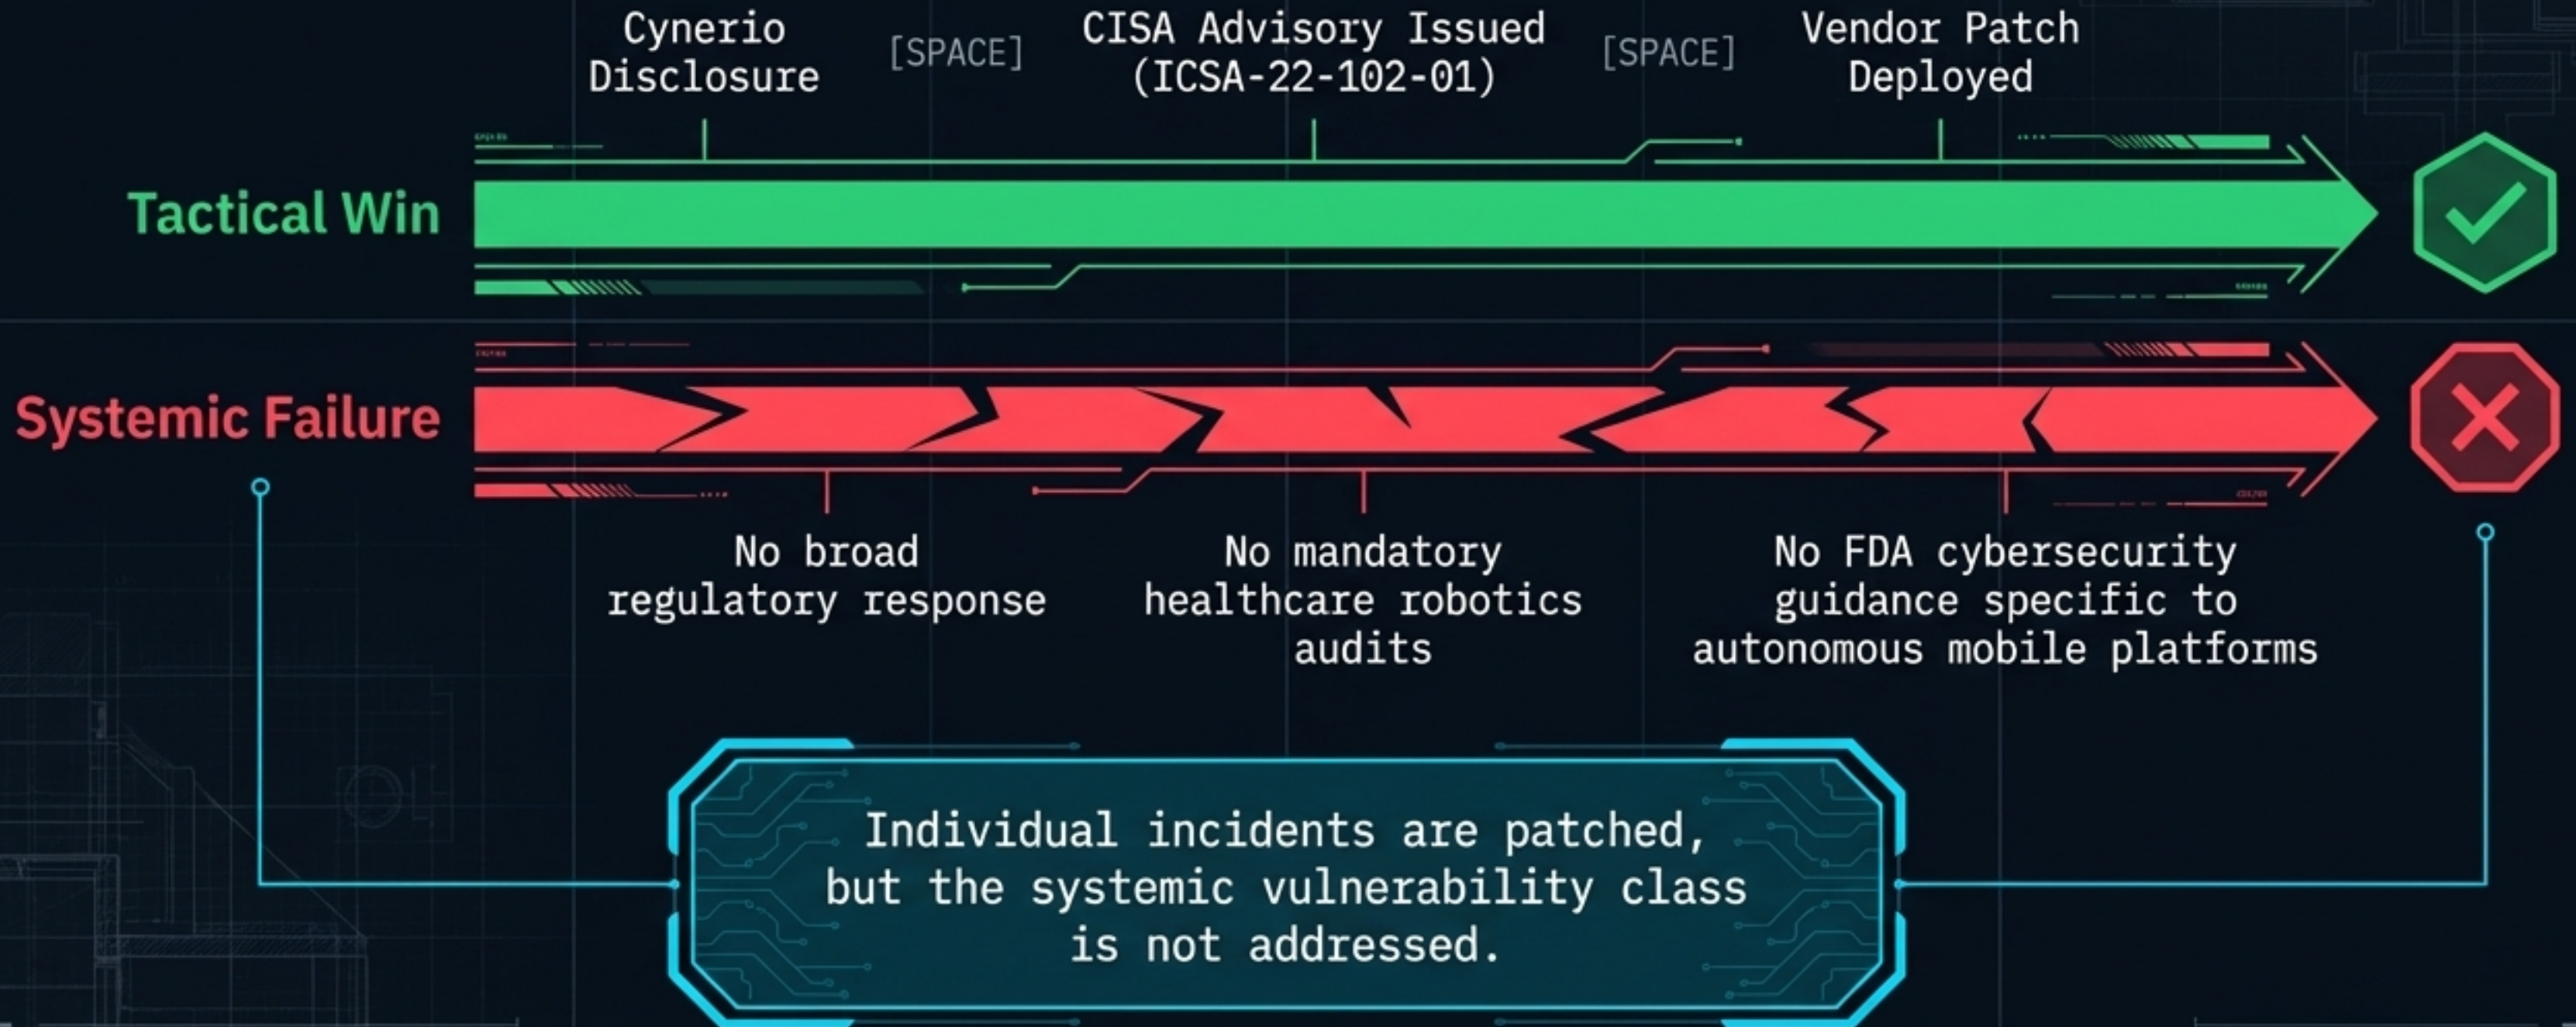 Cynerio
Disclosure
[SPACE]
CISA Advisory Issued
(ICSA-22-102-01)
[SPACE]
Vendor Patch
Deployed
Tactical Win
Systemic Failure
No broad
regulatory response
No mandatory
healthcare robotics
audits
No FDA cybersecurity
guidance specific to
autonomous mobile platforms
Individual incidents are patched,
but the systemic vulnerability class
is not addressed.